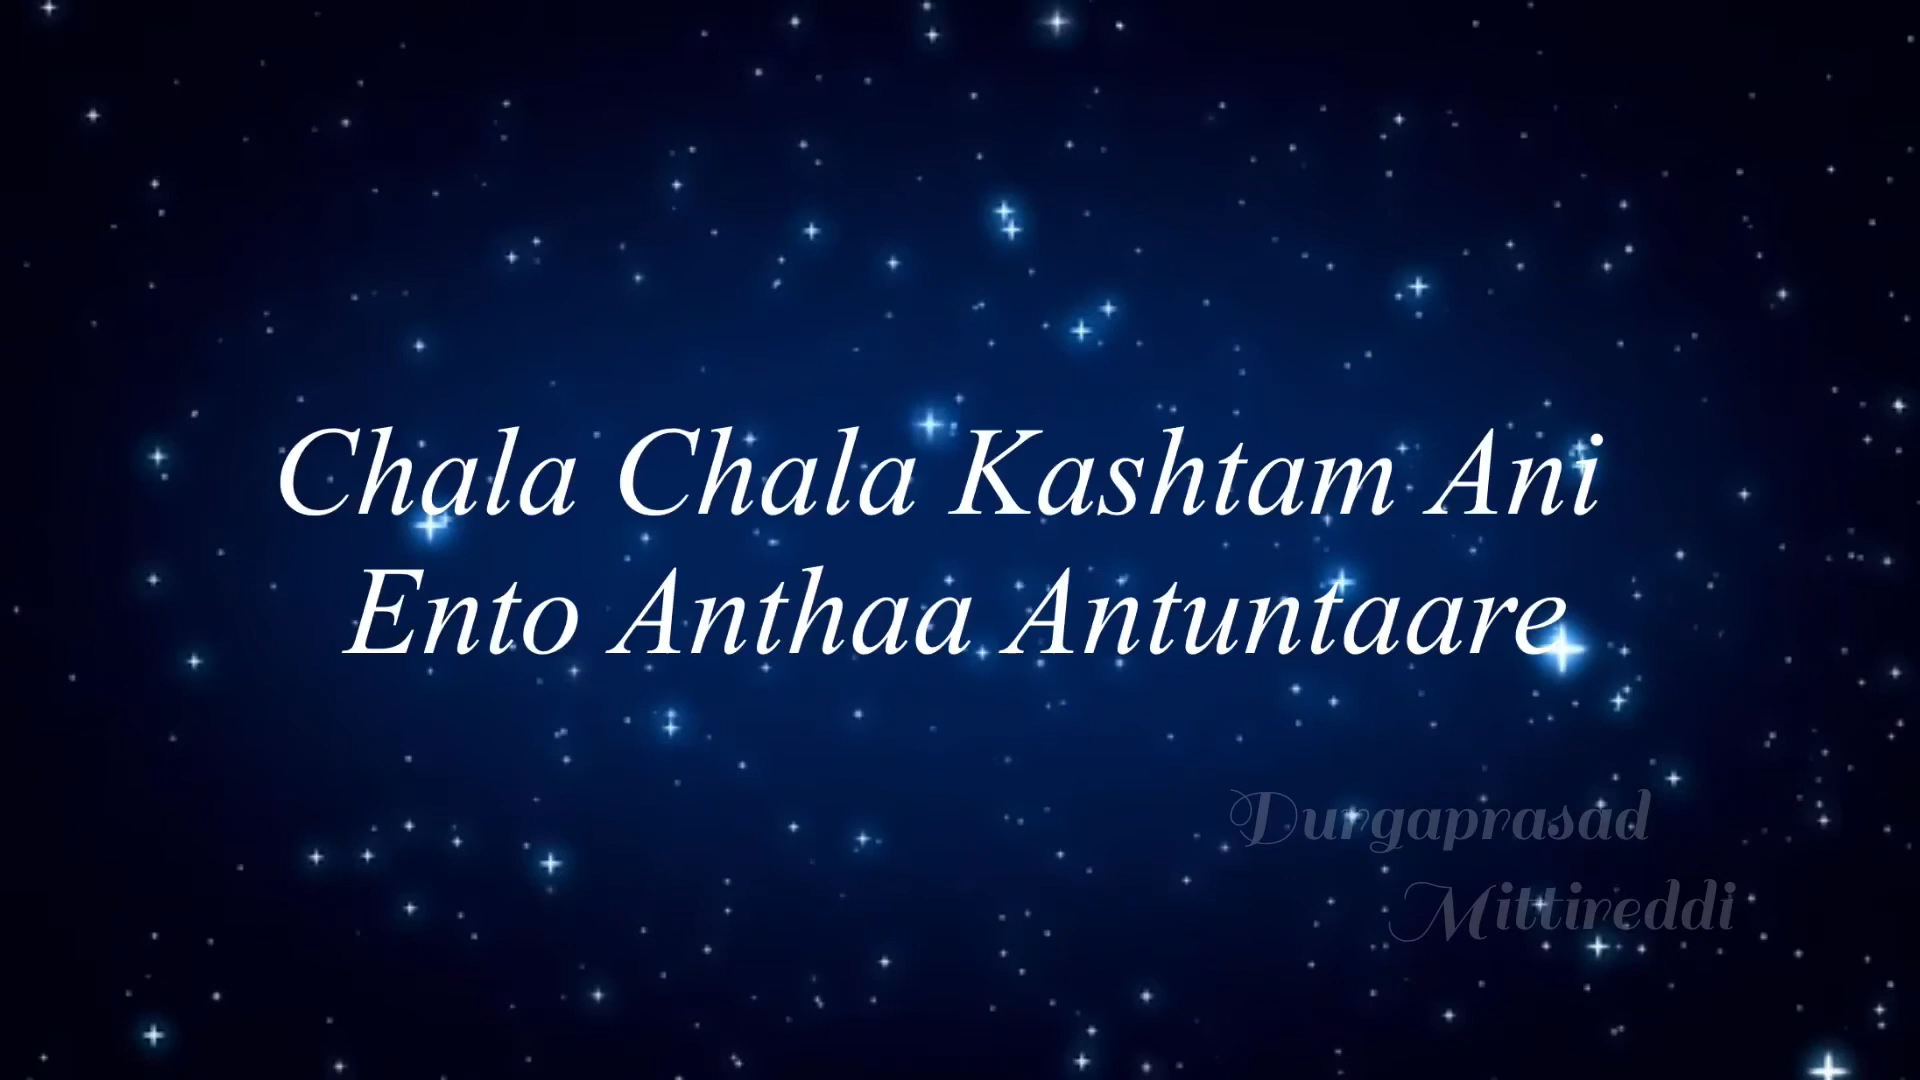 Chala Chala Kashtam Ani
Ento Anthaa Antuntaare
Durgaprasad
Mittireddi